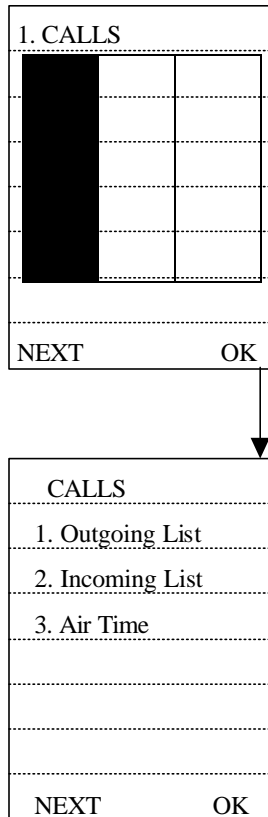 1. CALLS
NEXT OK
CALLS
1. Outgoing List
2. Incoming List
3. Air Time
NEXT OK